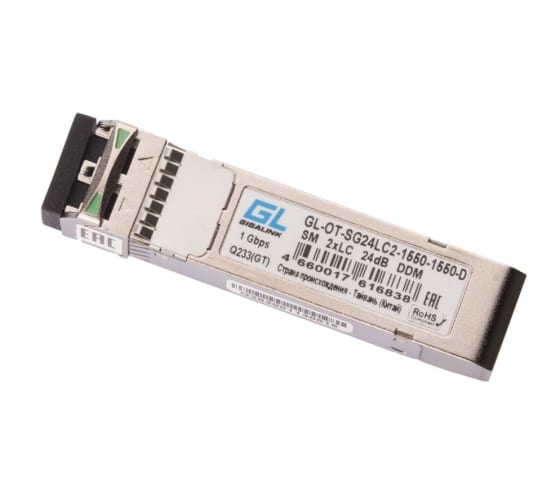 GL
GIGALINK
GL-OT-SG24LC2-1550-1550-D
SM 2xLC 24dB DDM
1 Gbps
Q233(GT)
4 660017 616838
Страна происхождения - Тайвань (Китай)
EAC
RoHS
EAC